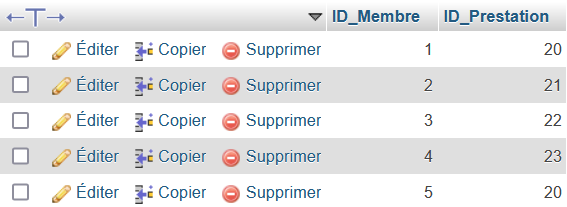 ID_Membre ID_Prestation
Éditer Copier Supprimer 1 20
Éditer Copier Supprimer 2 21
Éditer Copier Supprimer 3 22
Éditer Copier Supprimer 4 23
Éditer Copier Supprimer 5 20